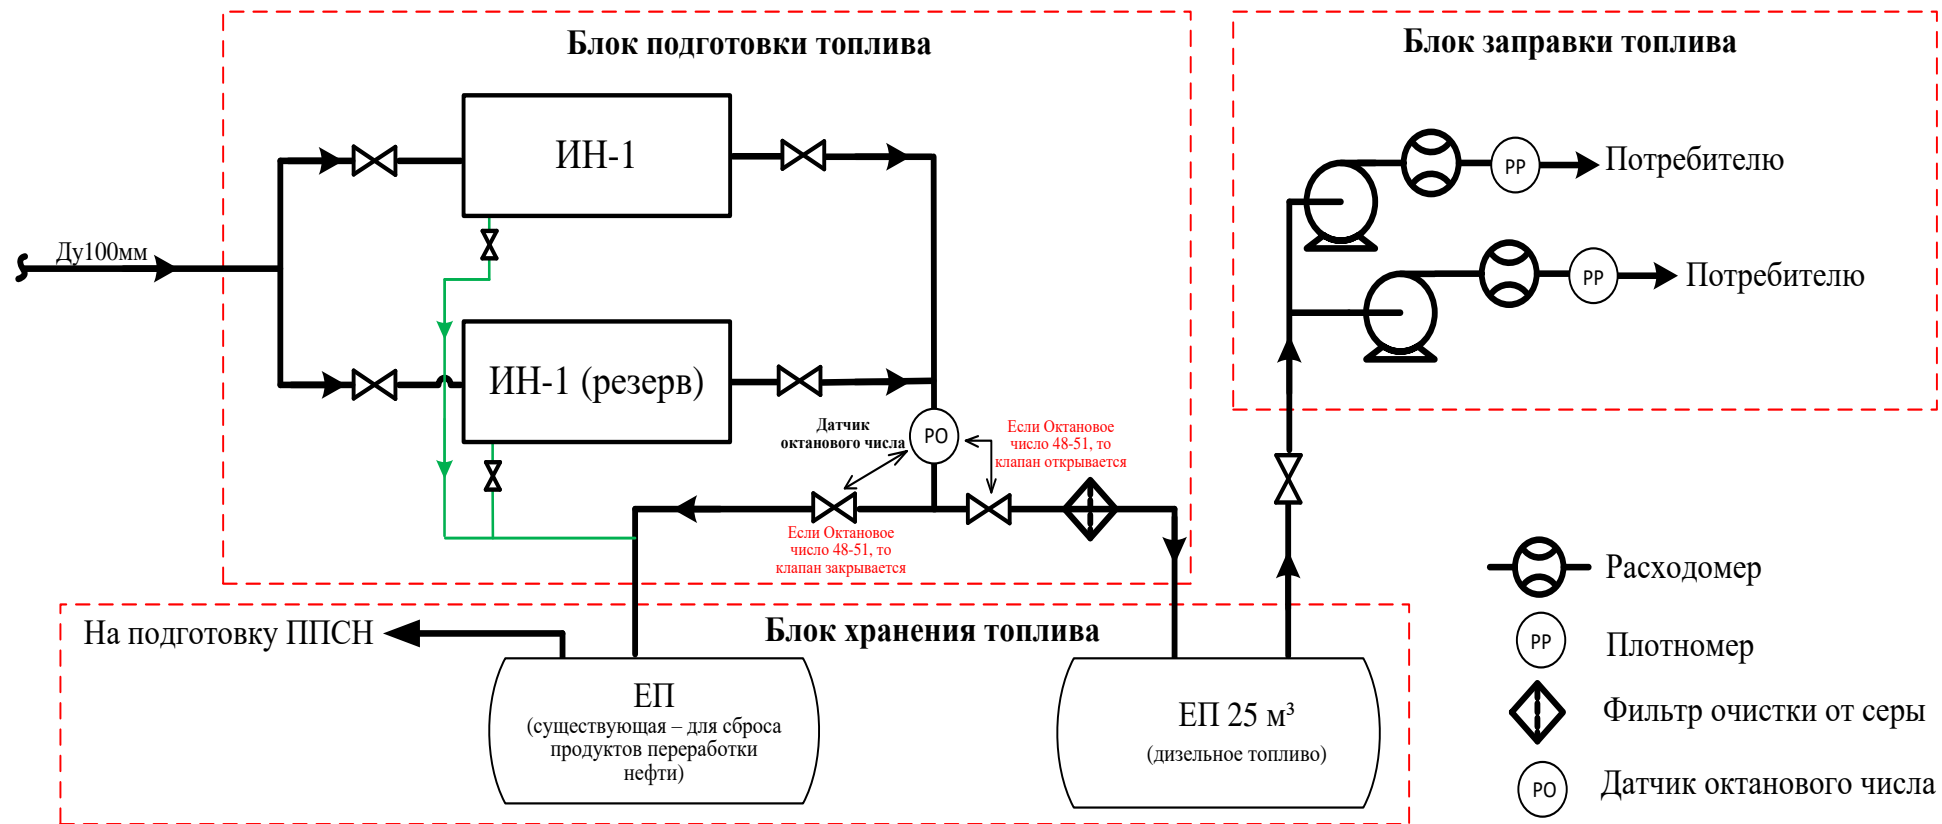 Блок подготовки топлива
Блок заправки топлива
ИН-1
Ду100мм
ИН-1 (резерв)
Датчик
октанового числа
РО
Если Октановое
число 48-51, то
клапан открывается
Если Октановое
число 48-51, то
клапан закрывается
РР
Потребителю
РР
Потребителю
На подготовку ППСН
Блок хранения топлива
ЕП
(существующая – для сброса
продуктов переработки
нефти)
ЕП 25 м³
(дизельное топливо)
Расходомер
РР
Плотномер
Фильтр очистки от серы
РО
Датчик октанового числа